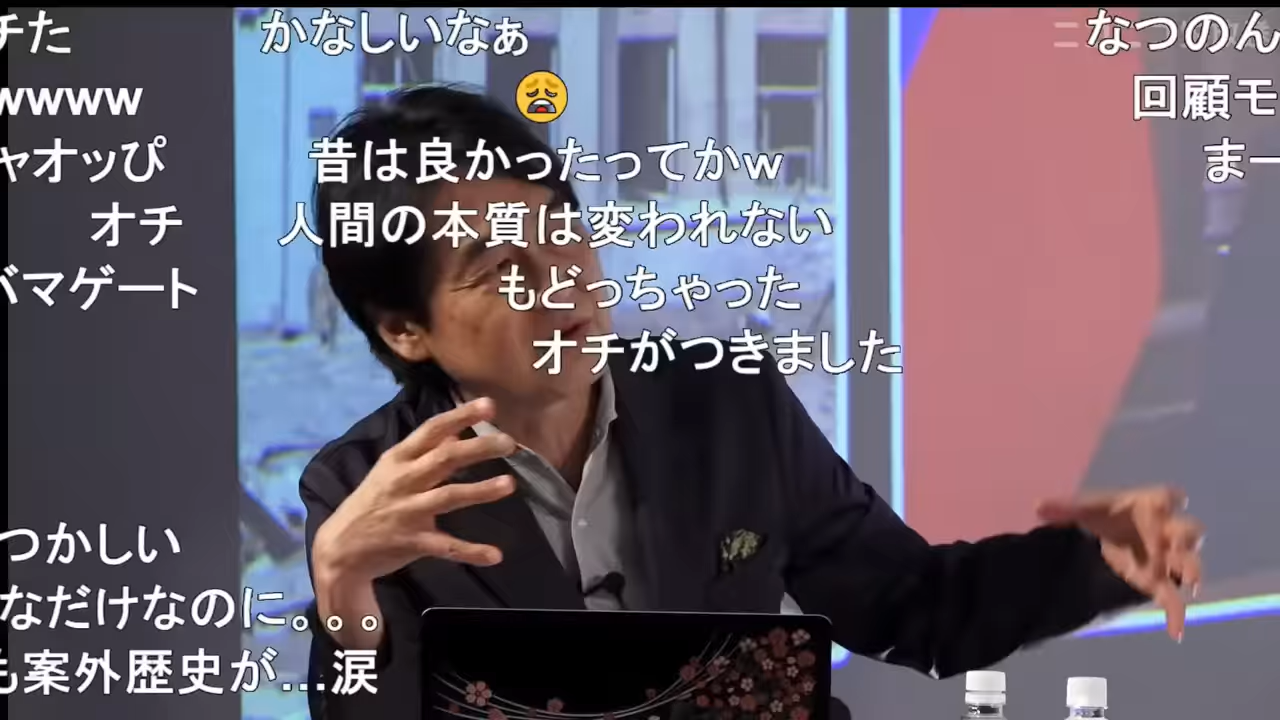 チた かなしいなぁ なつのん
wwww 回顧モ
ャオッぴ 昔は良かったってかw まー
オチ 人間の本質は変われない
バマゲート もどっちゃった
オチがつきました
つかしい
なだけなのに。。。
も案外歴史が…涙